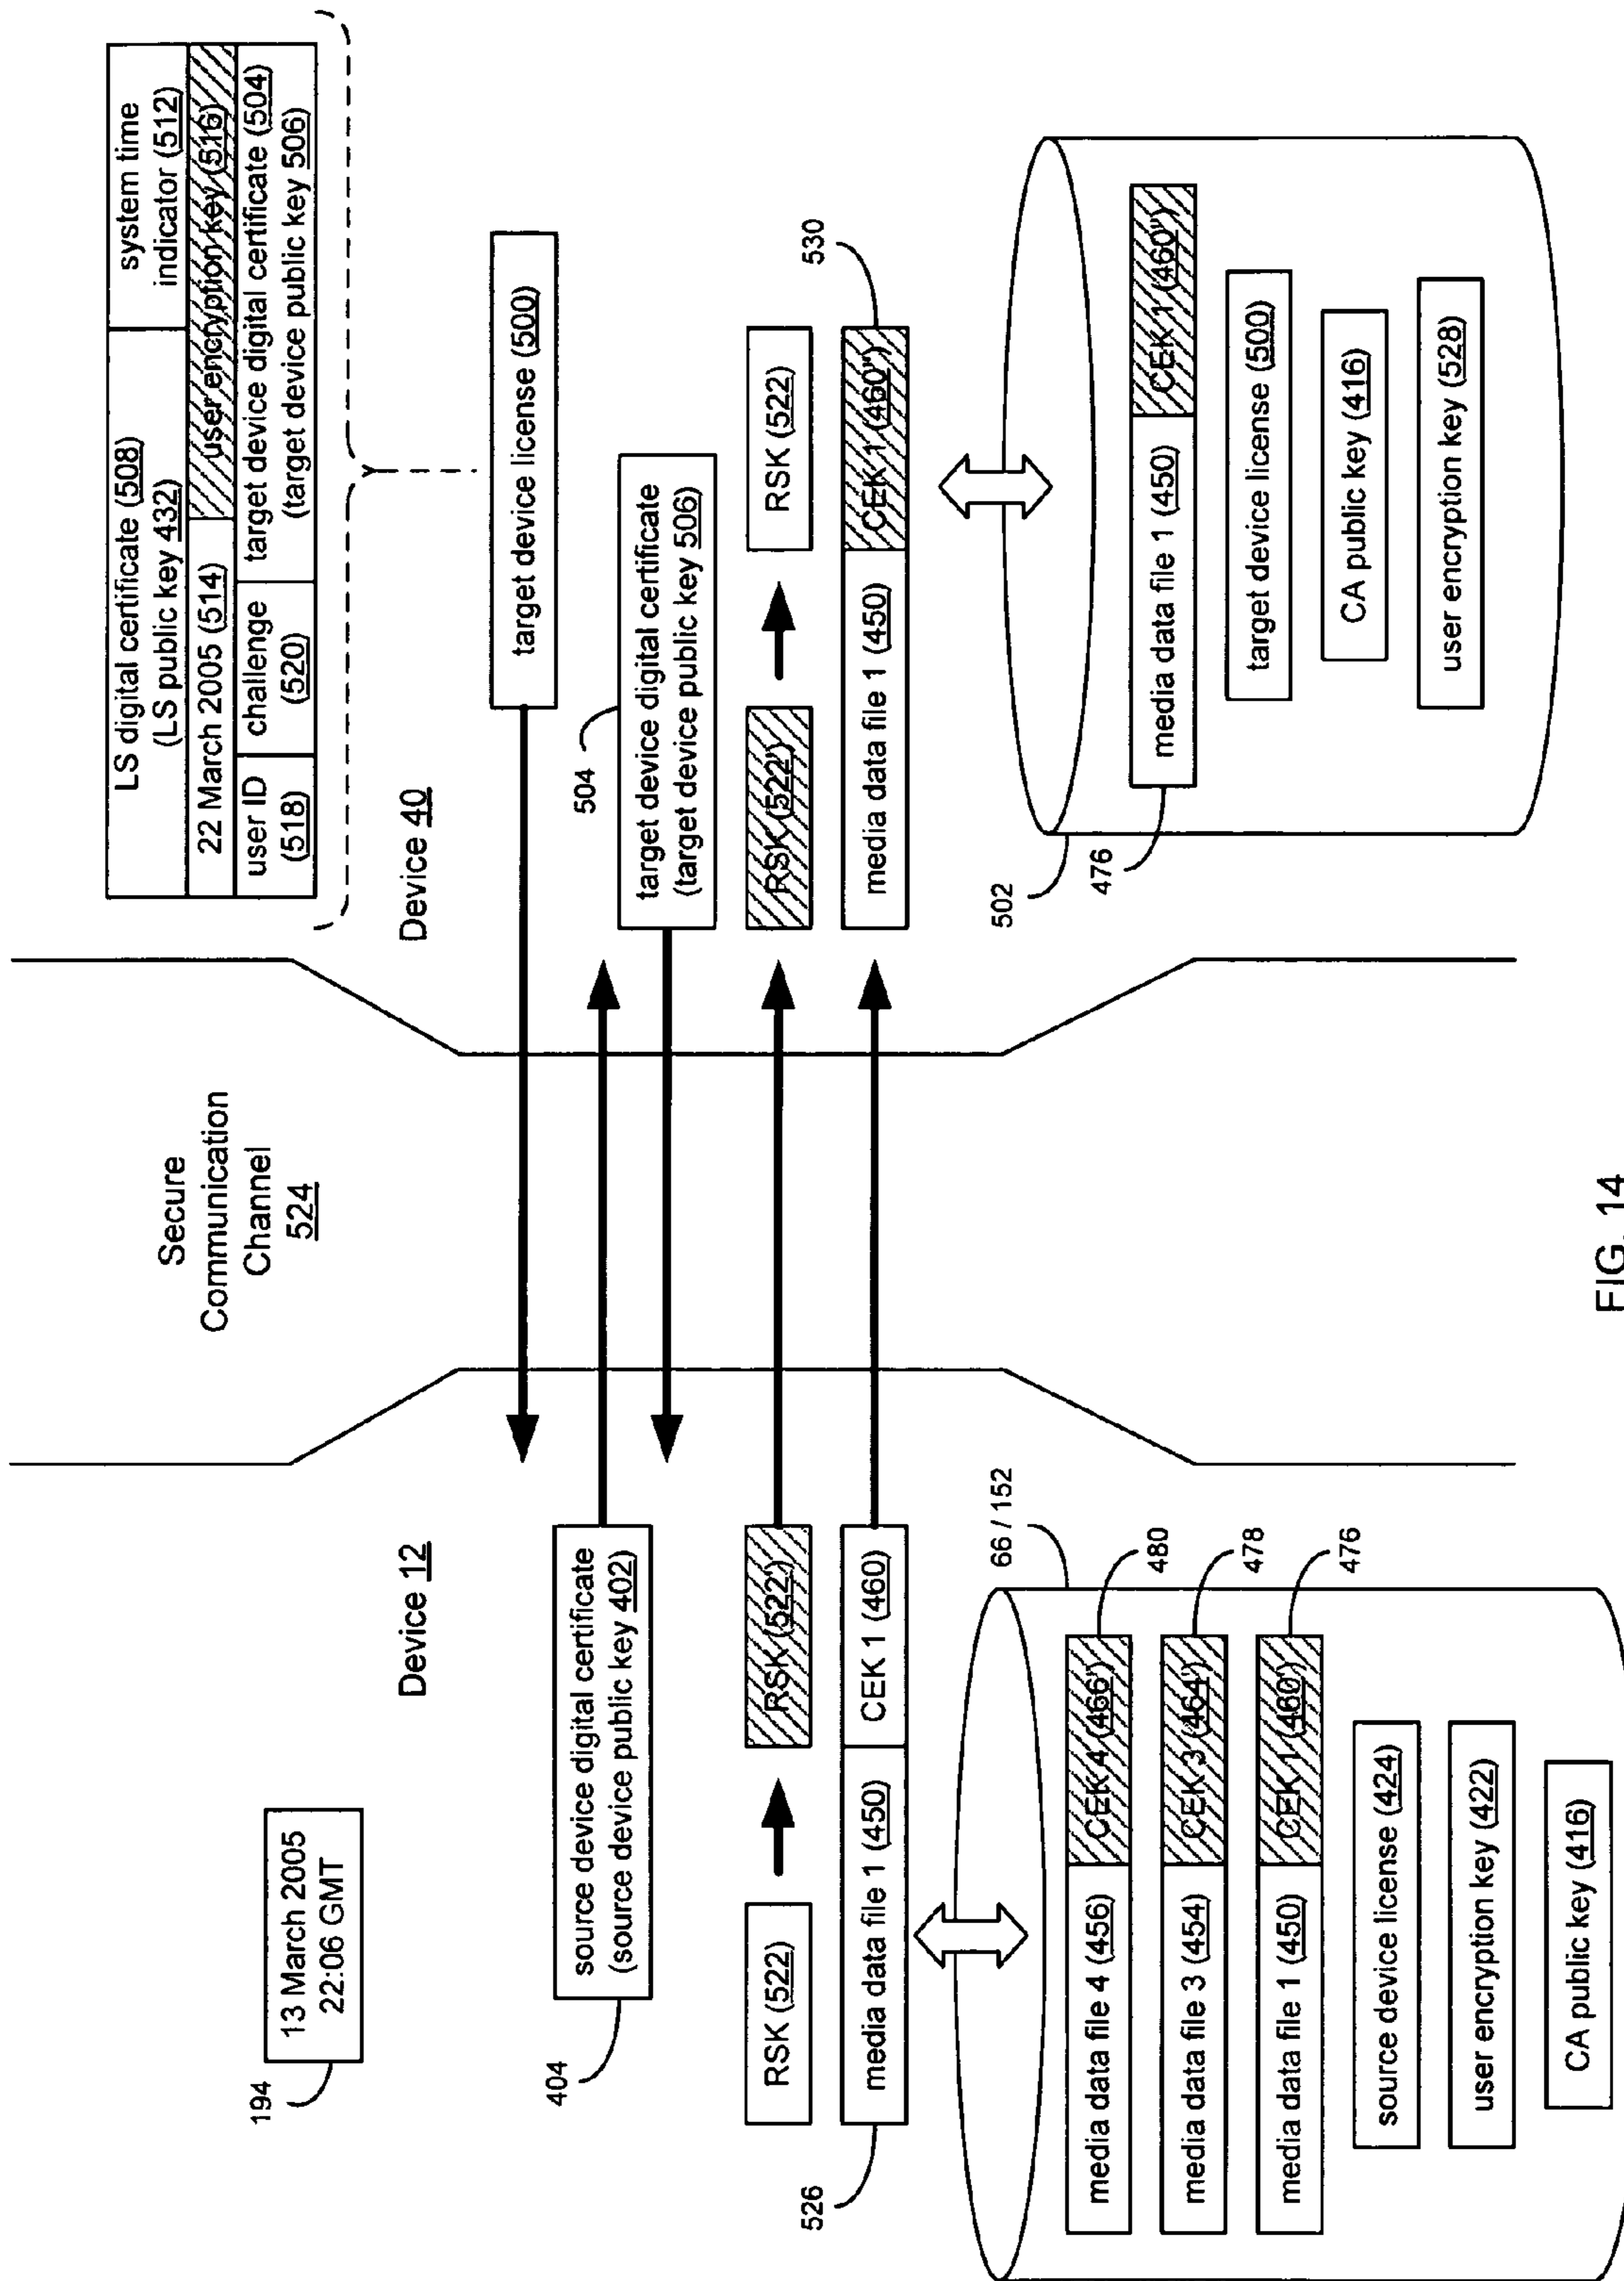 194
13 March 2005
22:06 GMT
Secure
Communication
Channel
524
LS digital certificate (508)
(LS public key 432)
system time
indicator (512)
22 March 2005 (514)
user encryption key (516)
user ID
(518)
challenge
(520)
target device digital certificate (504)
(target device public key 506)
Device 12
Device 40
target device license (500)
404
source device digital certificate
(source device public key 402)
504
target device digital certificate
(target device public key 506)
RSK (522)
RSK (522')
RSK (522')
RSK (522)
526
media data file 1 (450)
CEK 1 (460)
media data file 1 (450)
CEK 1 (460")
530
66 / 152
media data file 4 (456)
CEK 4 (466')
480
media data file 3 (454)
CEK 3 (464')
478
media data file 1 (450)
CEK 1 (460')
476
source device license (424)
user encryption key (422)
CA public key (416)
502
476
media data file 1 (450)
CEK 1 (460")
target device license (500)
CA public key (416)
user encryption key (528)
FIG. 14